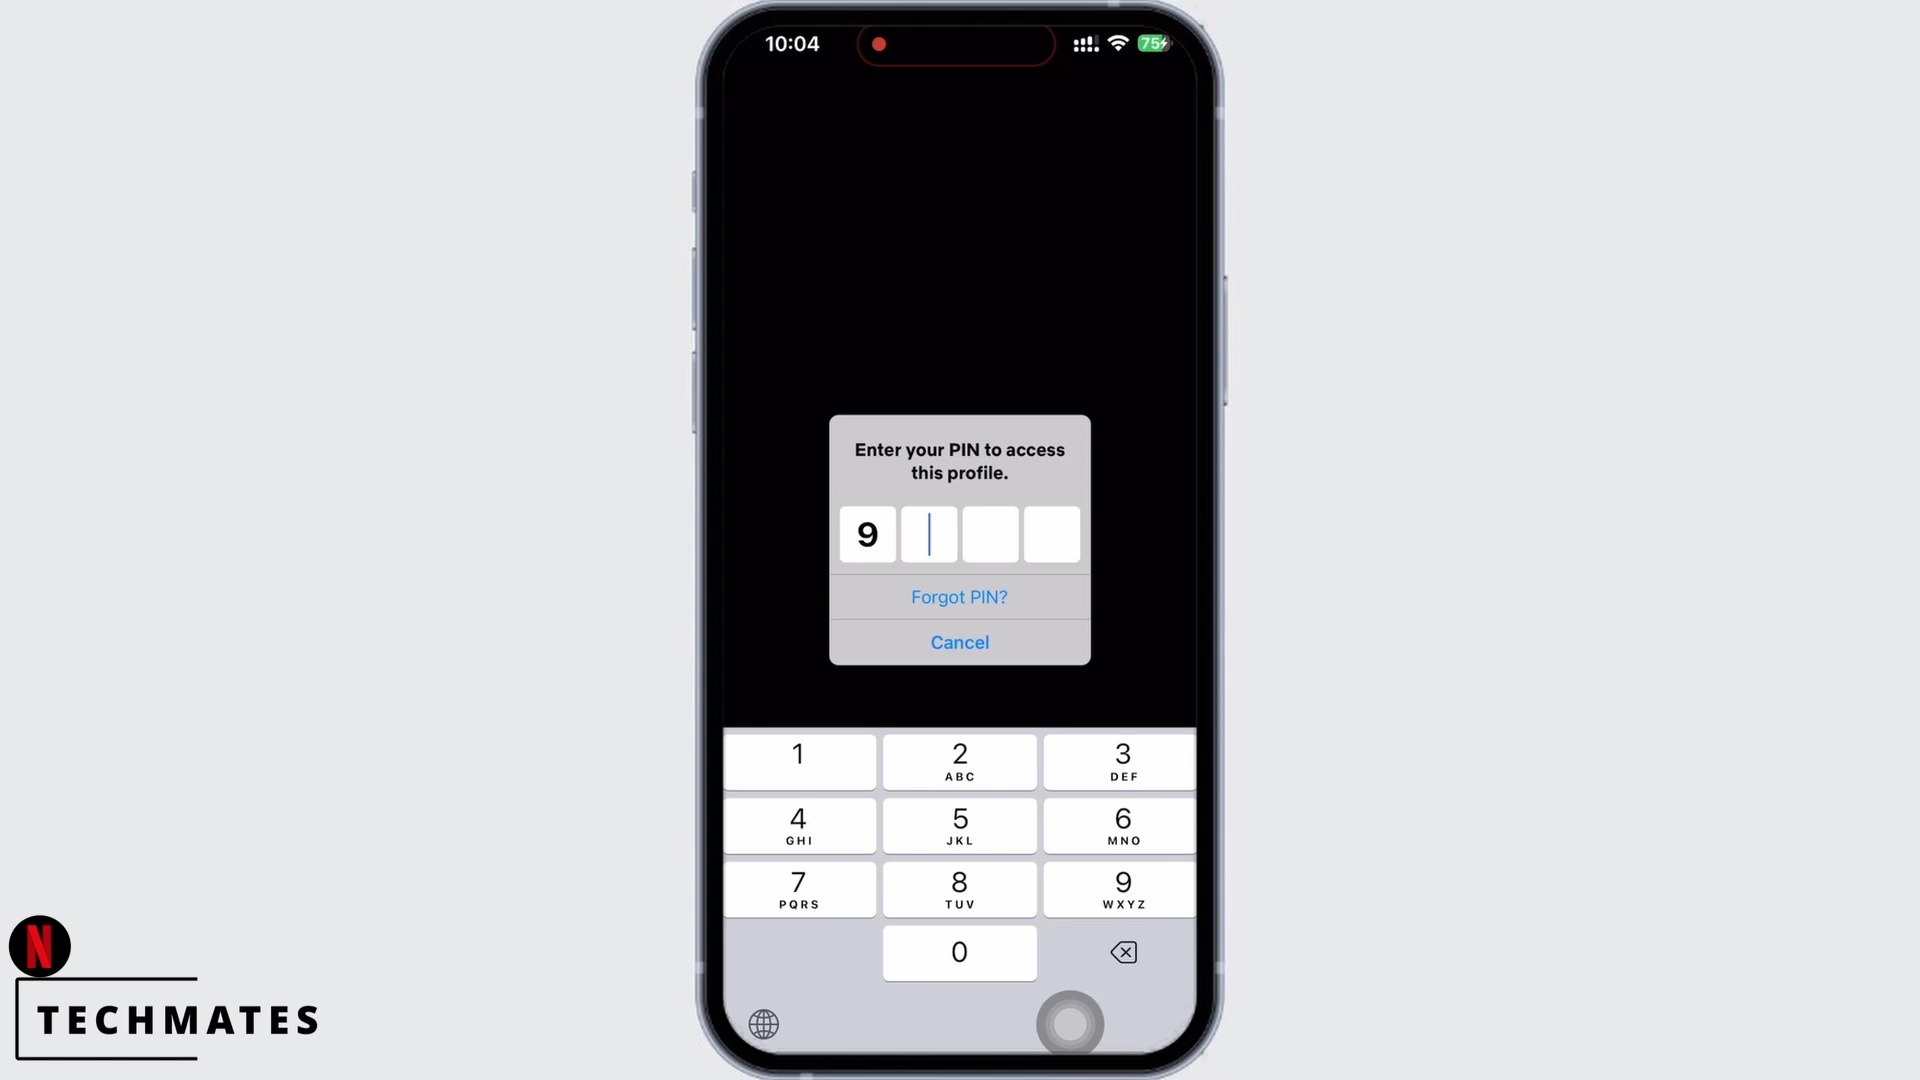 10:04
75
Enter your PIN to access
this profile.
9
Forgot PIN?
Cancel
1 2 3
ABC DEF
4 5 6
GHI JKL MNO
7 8 9
PQRS TUV WXYZ
0
N
TECHMATES